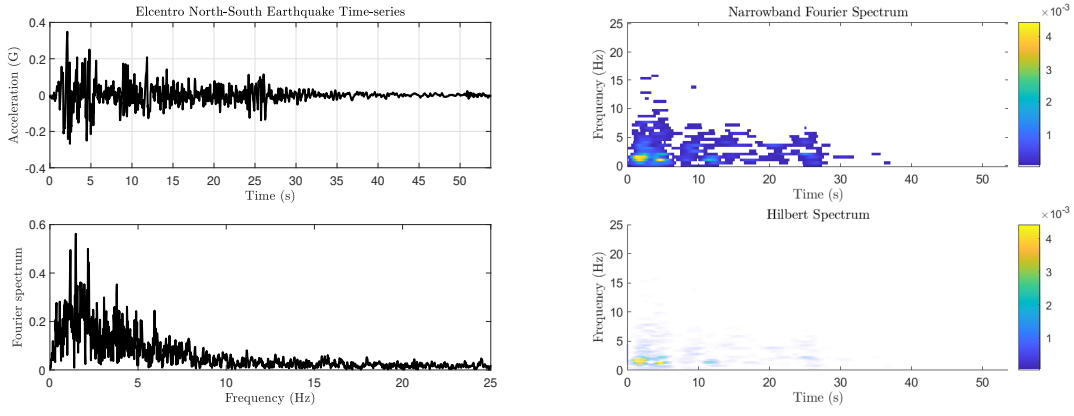 Elcentro North-South Earthquake Time-series
Acceleration (G)
0.4
0.2
0
-0.2
-0.4
0 5 10 15 20 25 30 35 40 45 50
Time (s)
Narrowband Fourier Spectrum
Frequency (Hz)
25
20
15
10
5
0
0 10 20 30 40 50
Time (s)
×10⁻³
4
3
2
1
Fourier spectrum
0.6
0.4
0.2
0
0 5 10 15 20 25
Frequency (Hz)
Hilbert Spectrum
Frequency (Hz)
25
20
15
10
5
0
0 10 20 30 40 50
Time (s)
×10⁻³
4
3
2
1